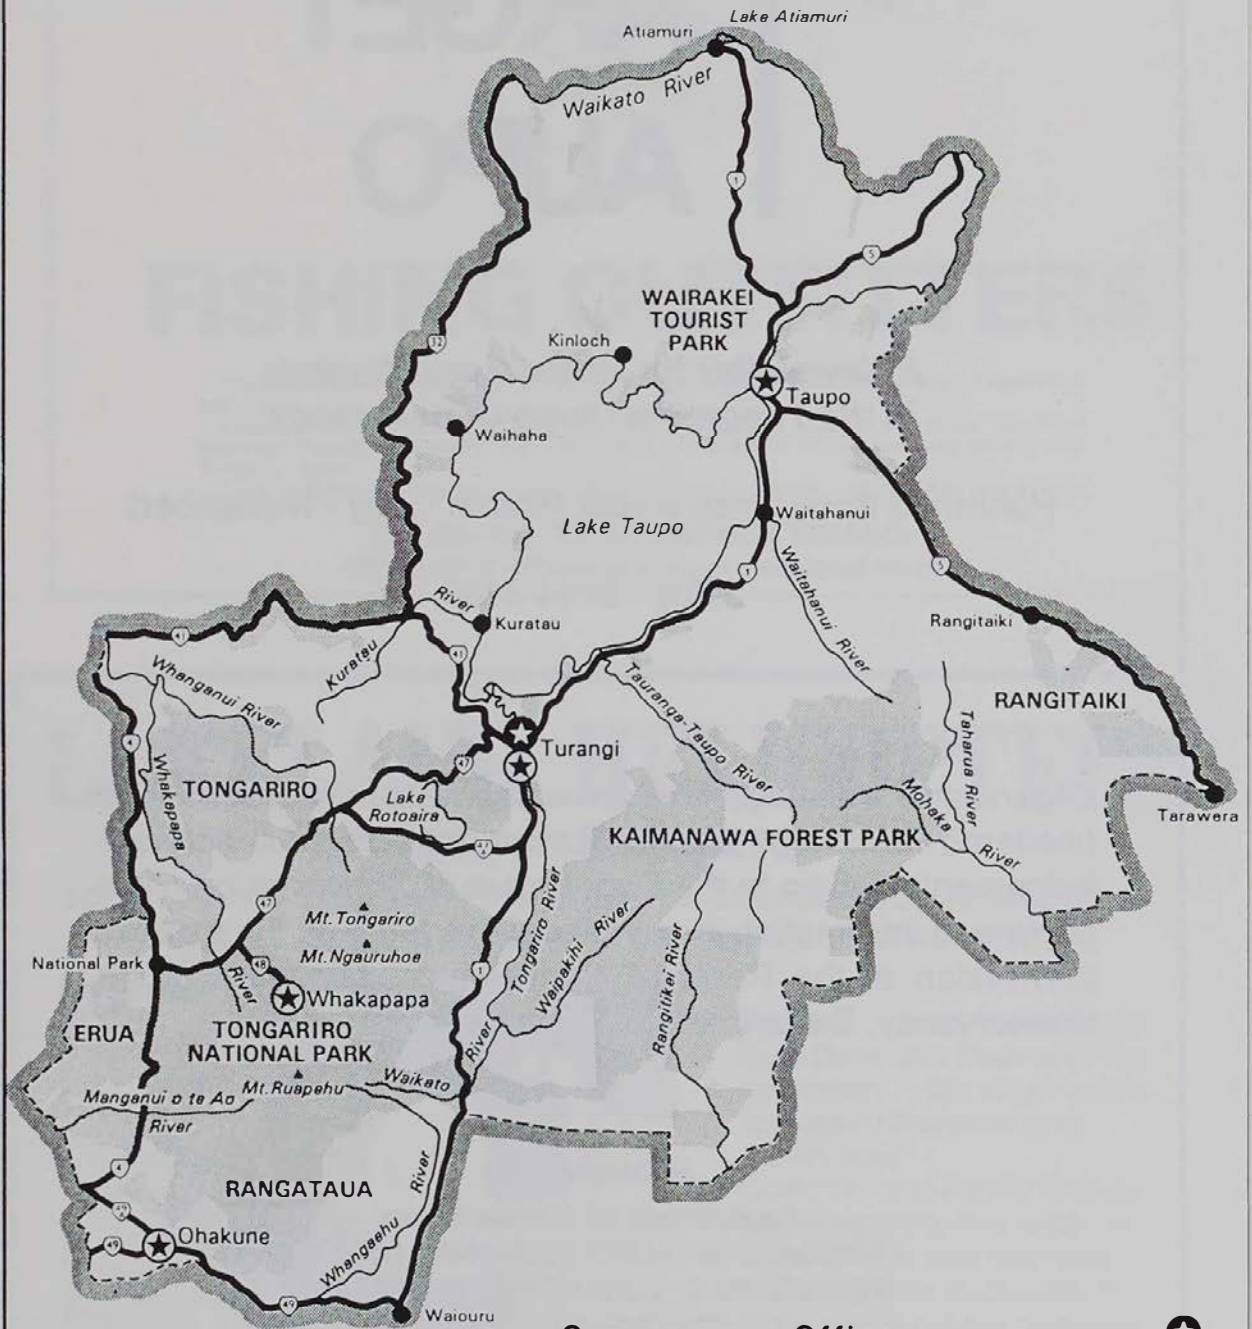 Lake Atiamuri
Atiamuri
Waikato River
1
5
WAIRAKEI
TOURIST
PARK
32
Kinloch
Taupo
Waihaha
Lake Taupo
Waitahanui
1
5
Waitahanui River
River
Kuratau
Rangitaiki
41
41
Kuratau
Whanganui River
Tauranga-Taupo River
Taharua River
RANGITAIKI
4
Turangi
47
Whakapapa
TONGARIRO
Lake
Rotoaira
Mohaka
River
Tarawera
KAIMANAWA FOREST PARK
47
A
47
Mt. Tongariro
Mt. Ngauruhoe
Tongariro River
Waipakihi River
Rangitikei River
National Park
48
River
1
Whakapapa
ERUA
TONGARIRO
NATIONAL PARK
River
Waikato
Mt. Ruapehu
Manganui o te Ao
River
4
RANGATAUA
River
49
A
Ohakune
49
Whangaehu
49
Waiouru